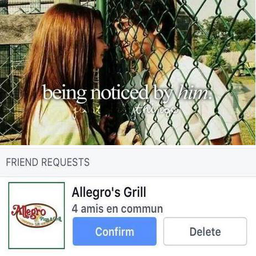 being noticed by him.
FRIEND REQUESTS
Allegro's Grill
4 amis en commun
Allegro
Confirm
Delete